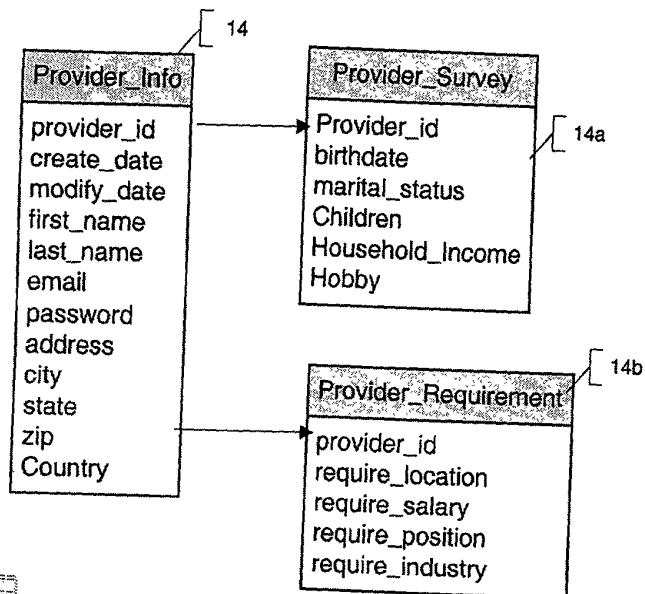 14
Provider_Info
provider_id
create_date
modify_date
first_name
last_name
email
password
address
city
state
zip
Country
Provider_Survey
14a
Provider_id
birthdate
marital_status
Children
Household_Income
Hobby
14b
Provider_Requirement
provider_id
require_location
require_salary
require_position
require_industry